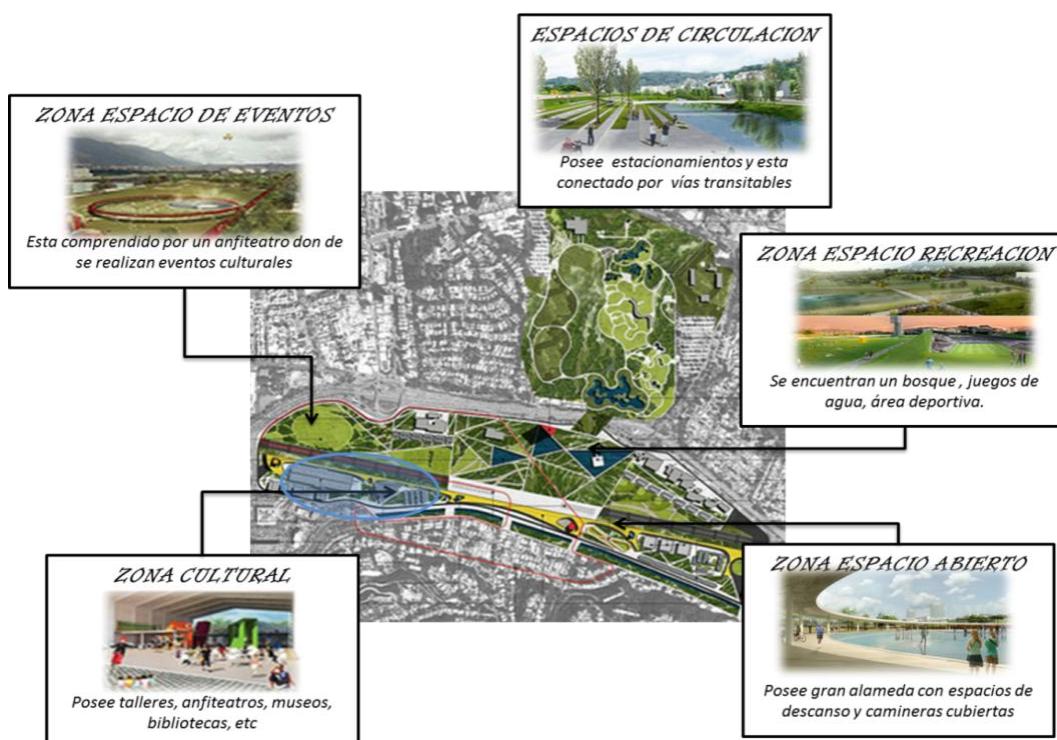 ESPACIOS DE CIRCULACION
Posee estacionamientos y esta
conectado por vías transitables
ZONA ESPACIO DE EVENTOS
Esta comprendido por un anfiteatro don de
se realizan eventos culturales
ZONA ESPACIO RECREACION
Se encuentran un bosque , juegos de
agua, área deportiva.
ZONA CULTURAL
Posee talleres, anfiteatros, museos,
bibliotecas, etc
ZONA ESPACIO ABIERTO
Posee gran alameda con espacios de
descanso y camineras cubiertas